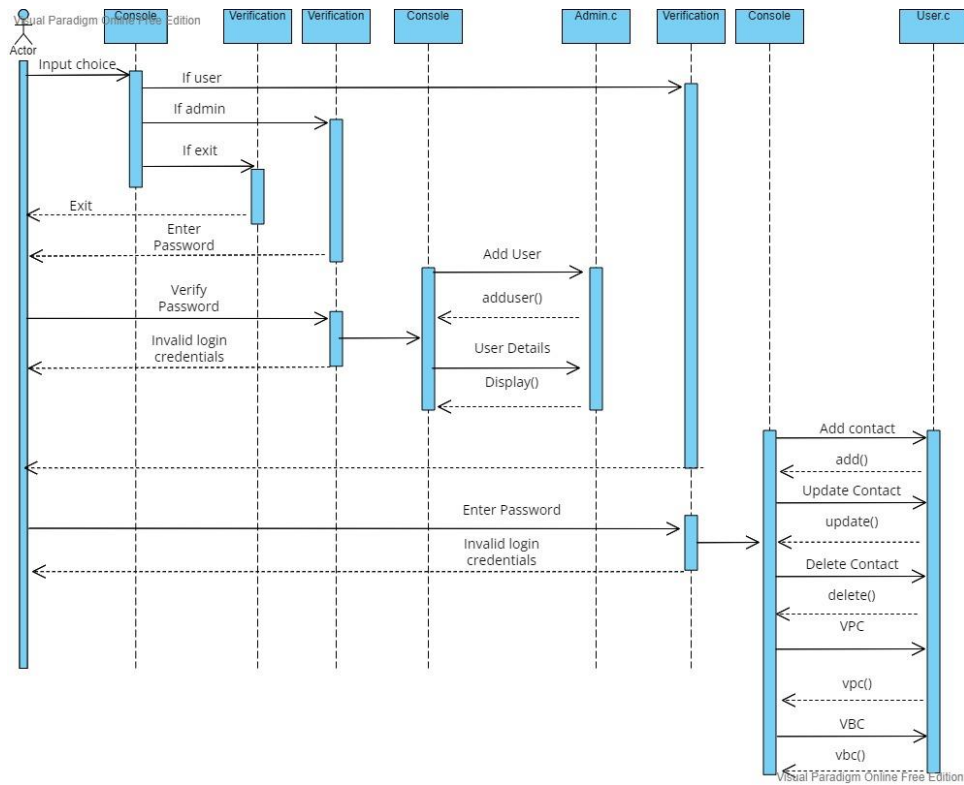 Visual Paradigm Online Free Edition
Console
Verification
Verification
Console
Admin.c
Verification
Console
User.c
Actor
Input choice
If user
If admin
If exit
Exit
Enter
Password
Add User
Verify
Password
adduser()
Invalid login
credentials
User Details
Display()
Add contact
add()
Update Contact
Enter Password
update()
Invalid login
credentials
Delete Contact
delete()
VPC
vpc()
VBC
vbc()
Visual Paradigm Online Free Edition